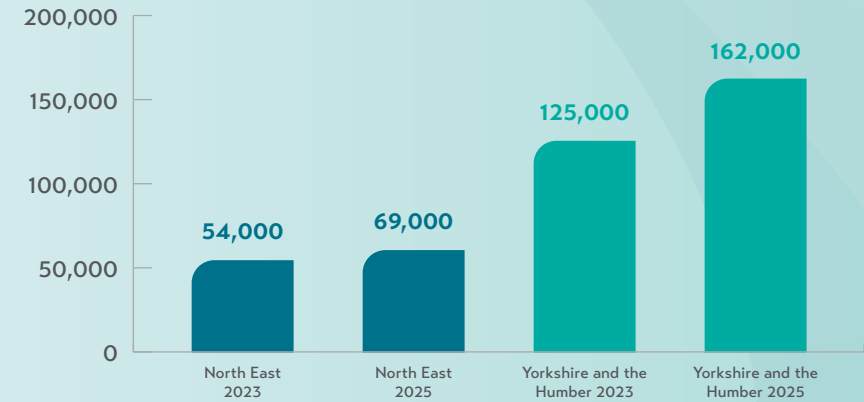 200,000
150,000
100,000
50,000
0
54,000
69,000
125,000
162,000
North East
2023
North East
2025
Yorkshire and the
Humber 2023
Yorkshire and the
Humber 2025